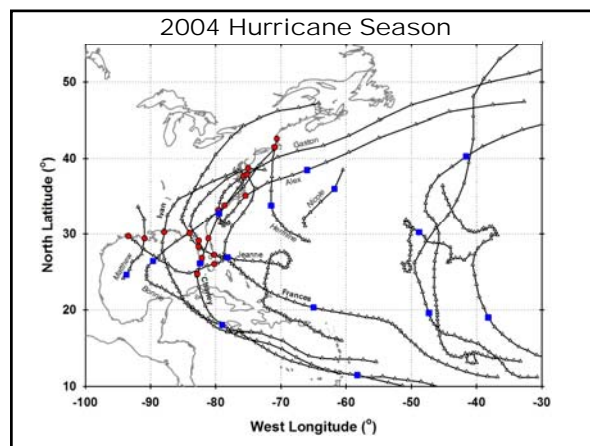 2004 Hurricane Season
50
40
30
20
10
North Latitude (°)
Gaston
Alex
Nicole
Ivan
Hermine
Jeanne
Matthew
Bonnie
Charley
Frances
-100 -90 -80 -70 -60 -50 -40 -30
West Longitude (°)